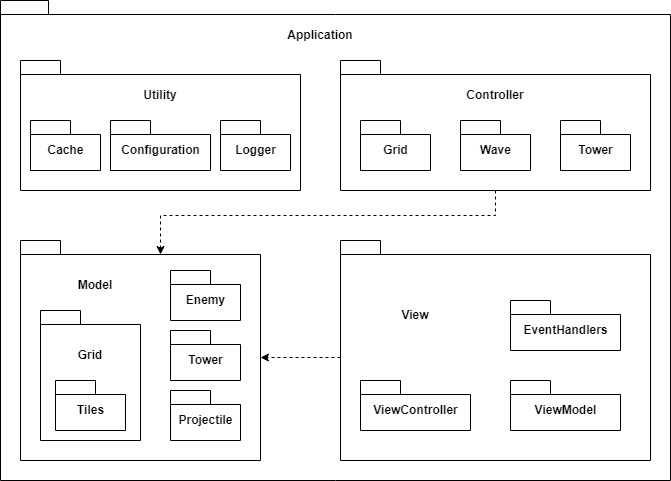 Application
Utility
Cache
Configuration
Logger
Controller
Grid
Wave
Tower
Model
Enemy
Grid
Tower
Tiles
Projectile
View
EventHandlers
ViewController
ViewModel